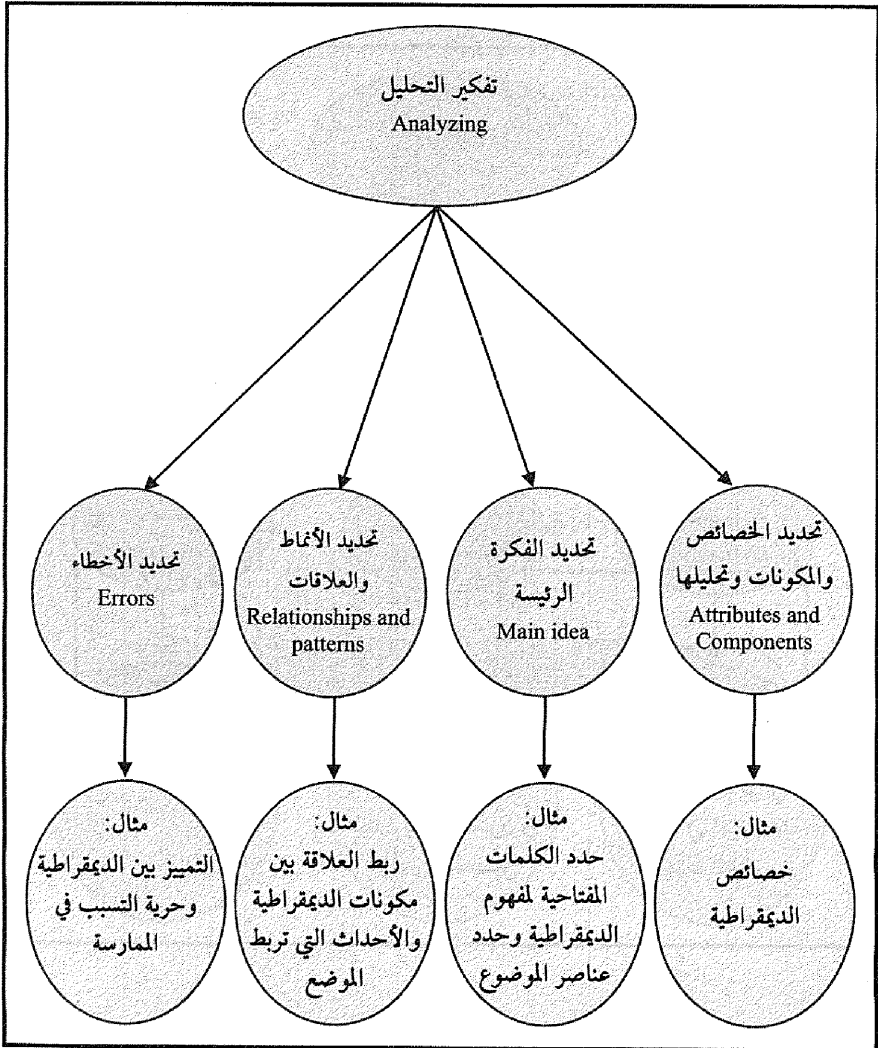 تفكير التحليل
Analyzing
تحديد الخصائص
والمكونات وتحليلها
Attributes and
Components
تحديد الفكرة
الرئيسة
Main idea
تحديد الأنماط
والعلاقات
Relationships and
patterns
تحديد الأخطاء
Errors
مثال:
خصائص
الديمقراطية
مثال:
حدد الكلمات
المفتاحية لمفهوم
الديمقراطية وحدد
عناصر الموضوع
مثال:
ربط العلاقة بين
مكونات الديمقراطية
والأحداث التي تربط
الموضع
مثال:
التمييز بين الديمقراطية
وحرية التسبب في
الممارسة